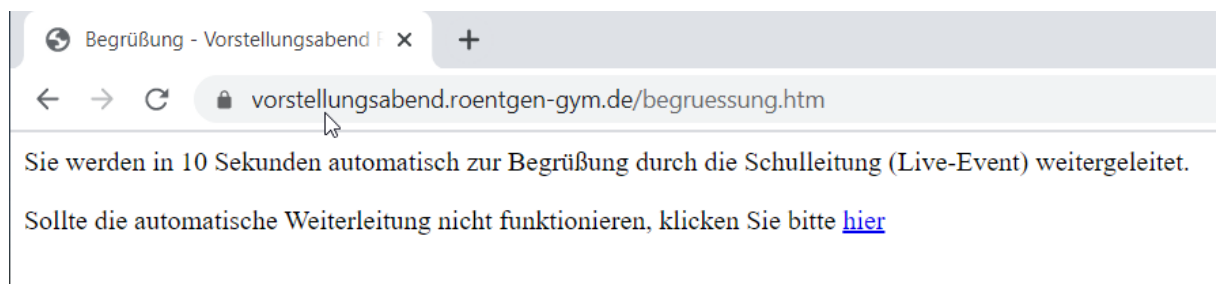 Begrüßung - Vorstellungsabend
vorstellungsabend.roentgen-gym.de/begruessung.htm
Sie werden in 10 Sekunden automatisch zur Begrüßung durch die Schulleitung (Live-Event) weitergeleitet.
Sollte die automatische Weiterleitung nicht funktionieren, klicken Sie bitte hier